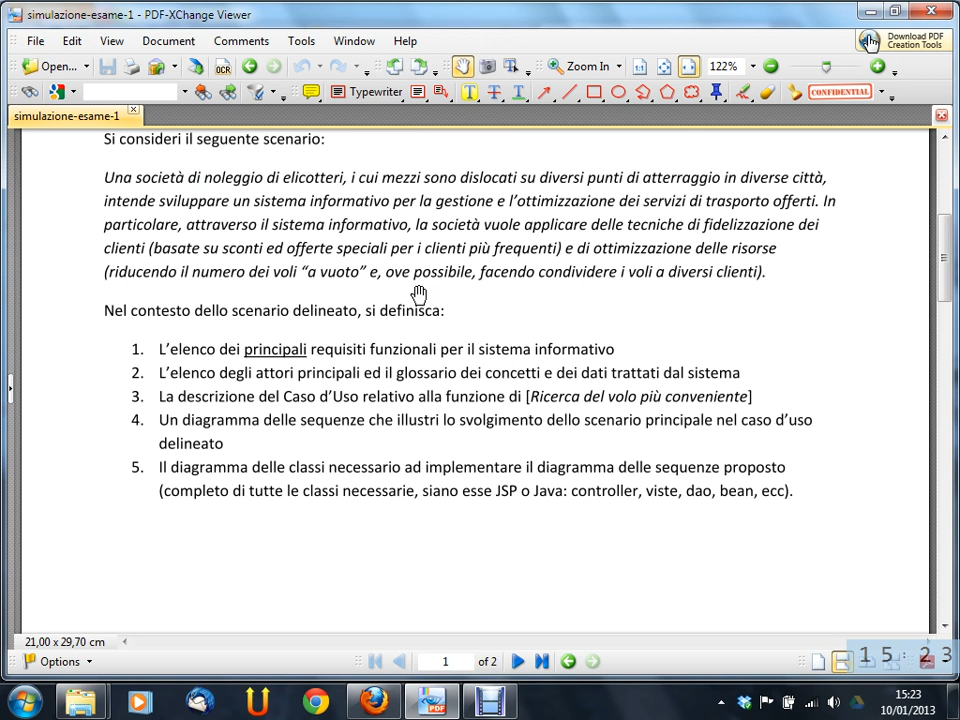 simulazione-esame-1 - PDF-XChange Viewer
File Edit View Document Comments Tools Window Help
Download PDF
Creation Tools
Open... OCR Zoom In 1:1 122%
Typewriter T T T CONFIDENTIAL
simulazione-esame-1
Si consideri il seguente scenario:
Una società di noleggio di elicotteri, i cui mezzi sono dislocati su diversi punti di atterraggio in diverse città,
intende sviluppare un sistema informativo per la gestione e l’ottimizzazione dei servizi di trasporto offerti. In
particolare, attraverso il sistema informativo, la società vuole applicare delle tecniche di fidelizzazione dei
clienti (basate su sconti ed offerte speciali per i clienti più frequenti) e di ottimizzazione delle risorse
(riducendo il numero dei voli “a vuoto” e, ove possibile, facendo condividere i voli a diversi clienti).
Nel contesto dello scenario delineato, si definisca:
1. L’elenco dei principali requisiti funzionali per il sistema informativo
2. L’elenco degli attori principali ed il glossario dei concetti e dei dati trattati dal sistema
3. La descrizione del Caso d’Uso relativo alla funzione di [Ricerca del volo più conveniente]
4. Un diagramma delle sequenze che illustri lo svolgimento dello scenario principale nel caso d’uso
delineato
5. Il diagramma delle classi necessario ad implementare il diagramma delle sequenze proposto
(completo di tutte le classi necessarie, siano esse JSP o Java: controller, viste, dao, bean, ecc).
21,00 x 29,70 cm
Options 1 of 2
15:23
PDF
15:23
10/01/2013